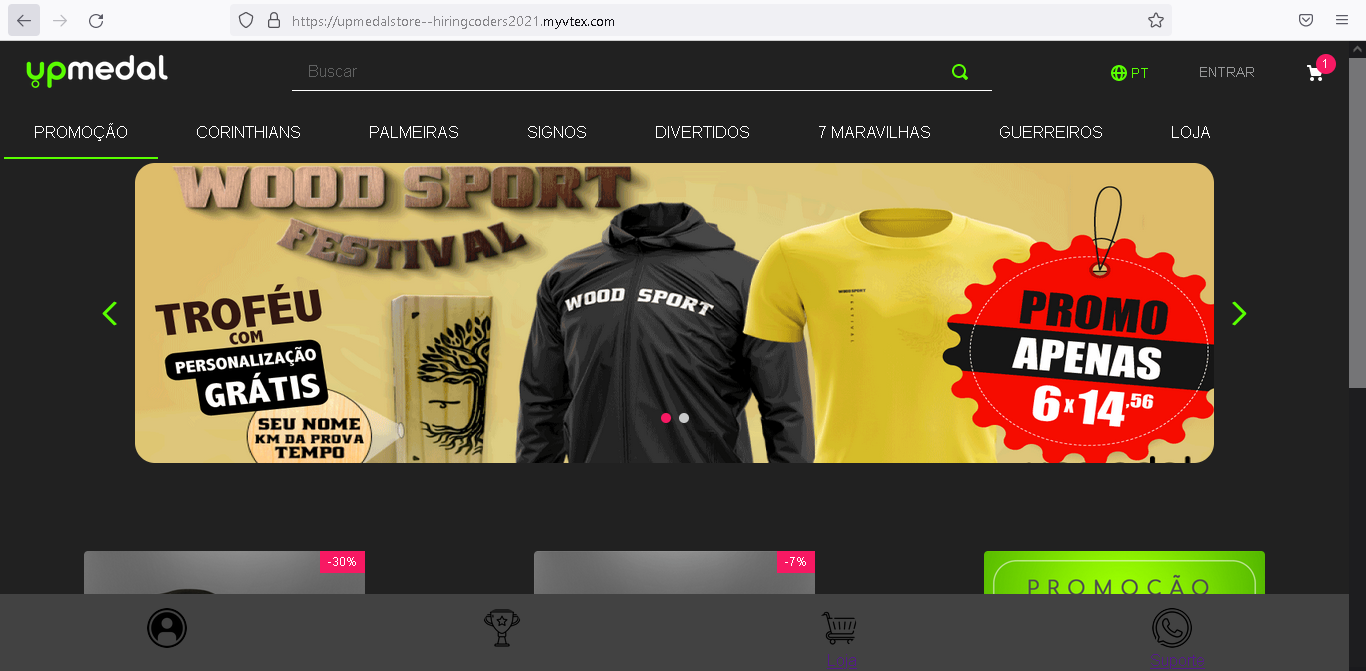 https://upmedalstore--hiringcoders2021.myvtex.com
upmedal
Buscar
PT
ENTRAR
1
PROMOÇÃO
CORINTHIANS
PALMEIRAS
SIGNOS
DIVERTIDOS
7 MARAVILHAS
GUERREIROS
LOJA
WOOD SPORT
FESTIVAL
TROFÉU
COM
PERSONALIZAÇÃO
GRÁTIS
SEU NOME
KM DA PROVA
TEMPO
WOOD SPORT
WOOD SPORT
PROMO
APENAS
6x14,56
-30%
-7%
PROMOÇÃO
Loja
Suporte